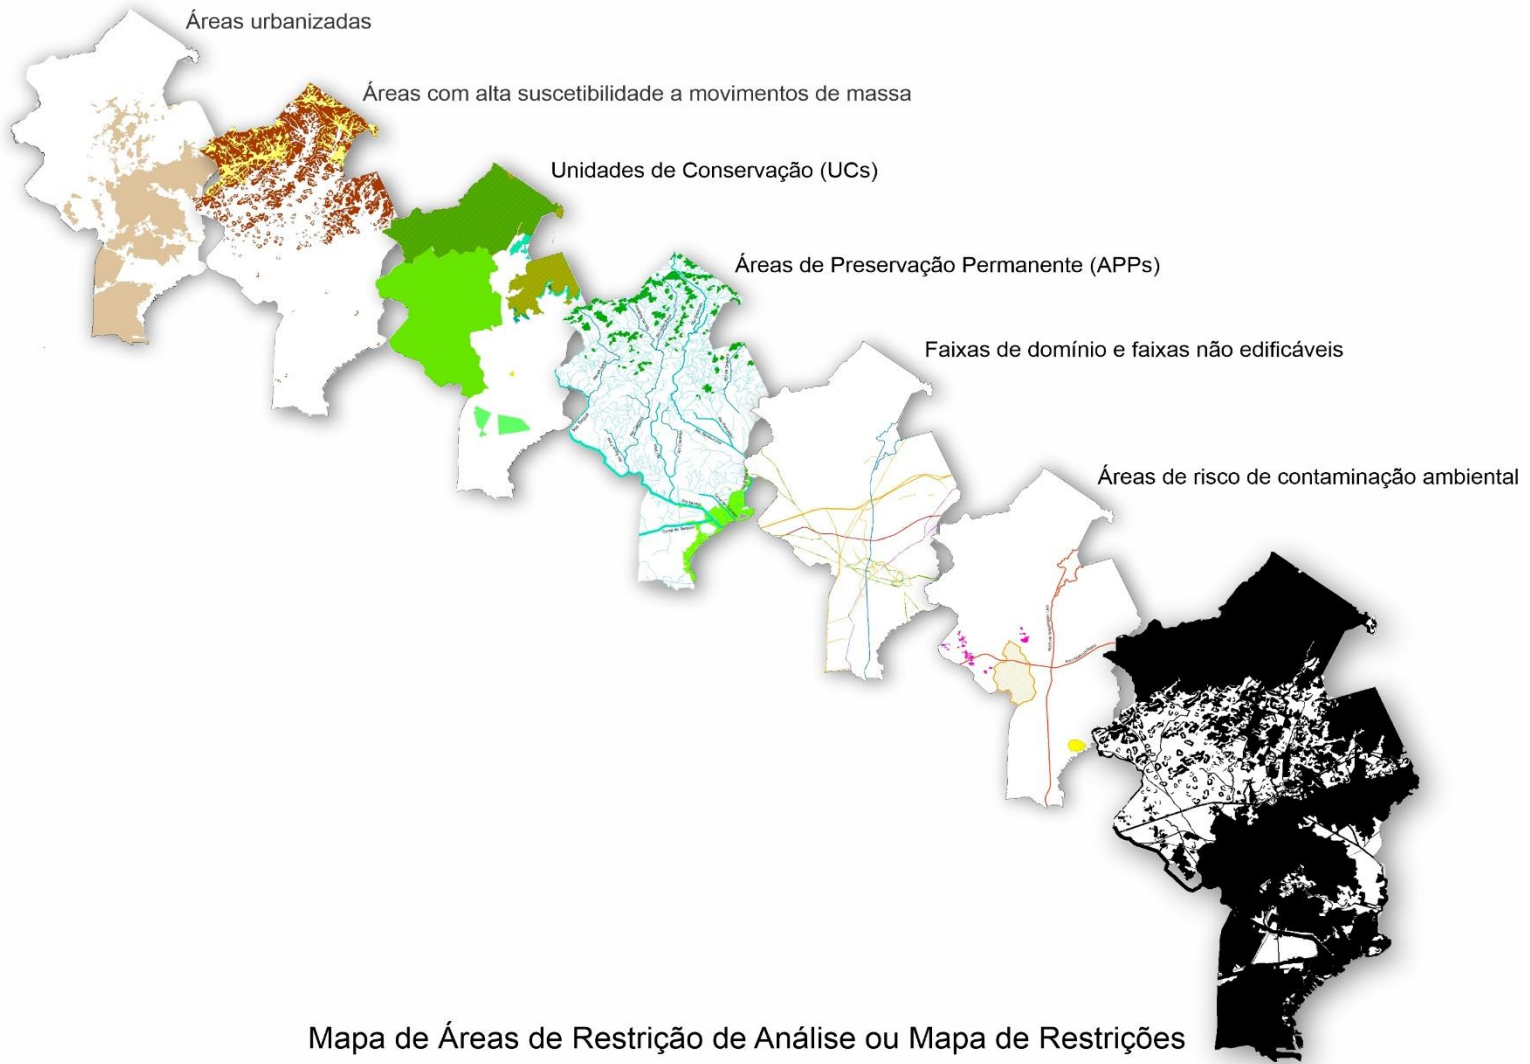 Áreas urbanizadas
Áreas com alta suscetibilidade a movimentos de massa
Unidades de Conservação (UCs)
Áreas de Preservação Permanente (APPs)
Faixas de domínio e faixas não edificáveis
Áreas de risco de contaminação ambiental
Mapa de Áreas de Restrição de Análise ou Mapa de Restrições